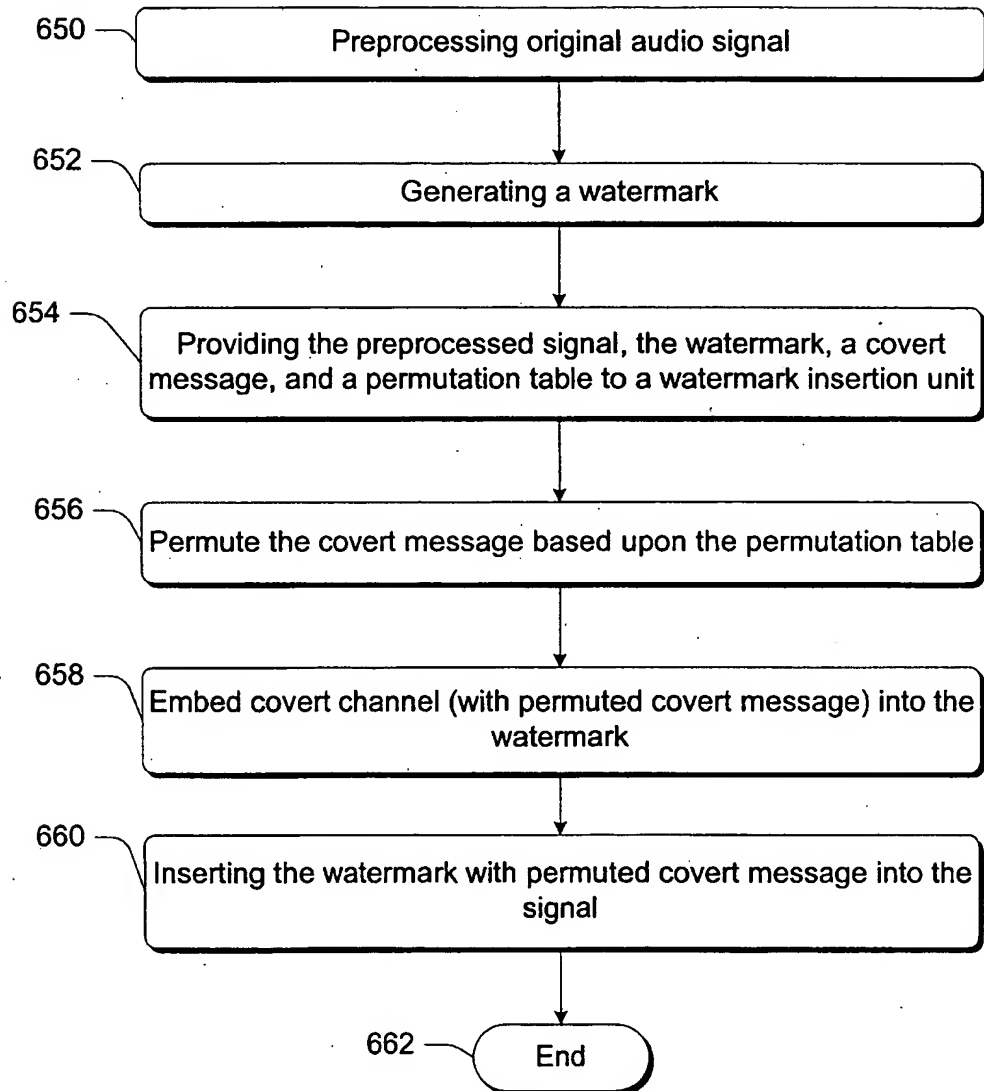 650
Preprocessing original audio signal
652
Generating a watermark
654
Providing the preprocessed signal, the watermark, a covert
message, and a permutation table to a watermark insertion unit
656
Permute the covert message based upon the permutation table
658
Embed covert channel (with permuted covert message) into the
watermark
660
Inserting the watermark with permuted covert message into the
signal
662
End